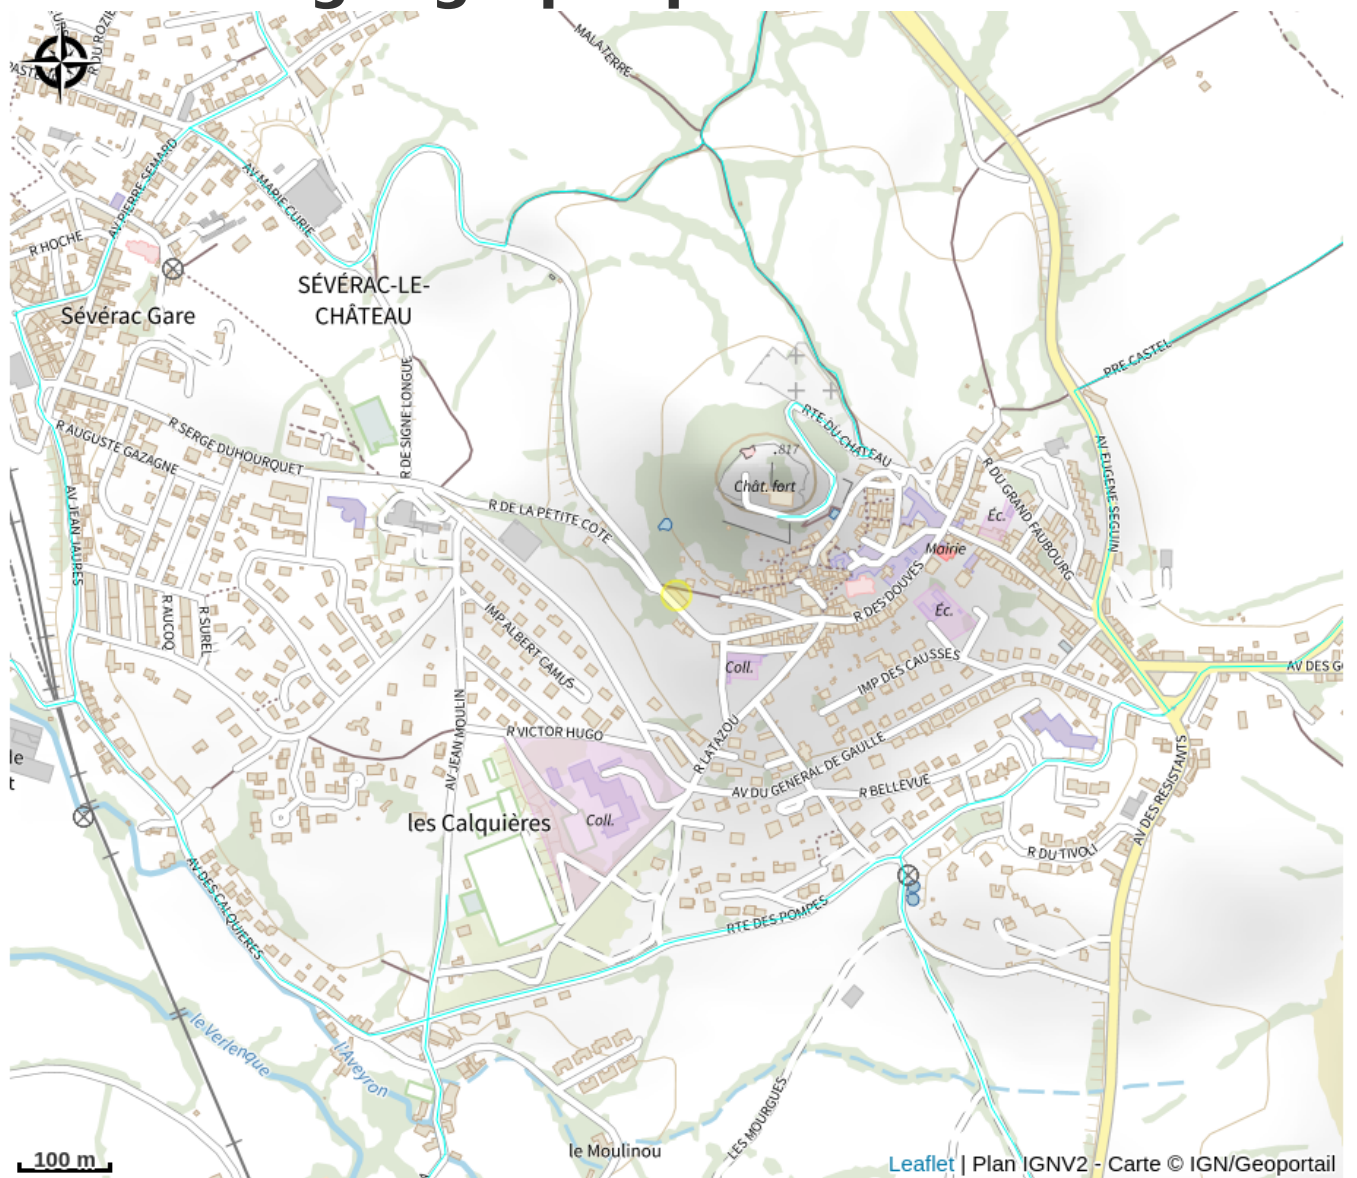 R DU ROZIE
PASTEU
MALATERRE
AV PIERRE SEMARD
AV MARIE CURIE
R HOCHE
SÉVÉRAC-LE-
CHÂTEAU
Sévérac Gare
PRE CASTEL
R DE SIGNE LONGUE
RTE DU CHATEAU
R AUGUSTE GAZAGNE
R SERGE DUHOURQUET
.817
Chât. fort
AV EUGENE SEGUIN
R DU GRAND FAUBOURG
R DE LA PETITE COTE
Éc.
Mairie
AV JEAN JAURES
R AUCOQ
R SUREL
R DES DOUVES
Éc.
IMP ALBERT CAMUS
Coll.
IMP DES CAUSSES
AV DES G
AV JEAN MOULIN
R VICTOR HUGO
R LATAZOU
AV DU GENERAL DE GAULLE
R BELLEVUE
AV DES RESISTANTS
le
t
les Calquières
Coll.
R DU TIVOLI
AV DES CALQUIERES
RTE DES POMPES
le Verlenque
l'Aveyron
LES MOURGUES
le Moulinou
100 m
Leaflet | Plan IGNV2 - Carte © IGN/Geoportail